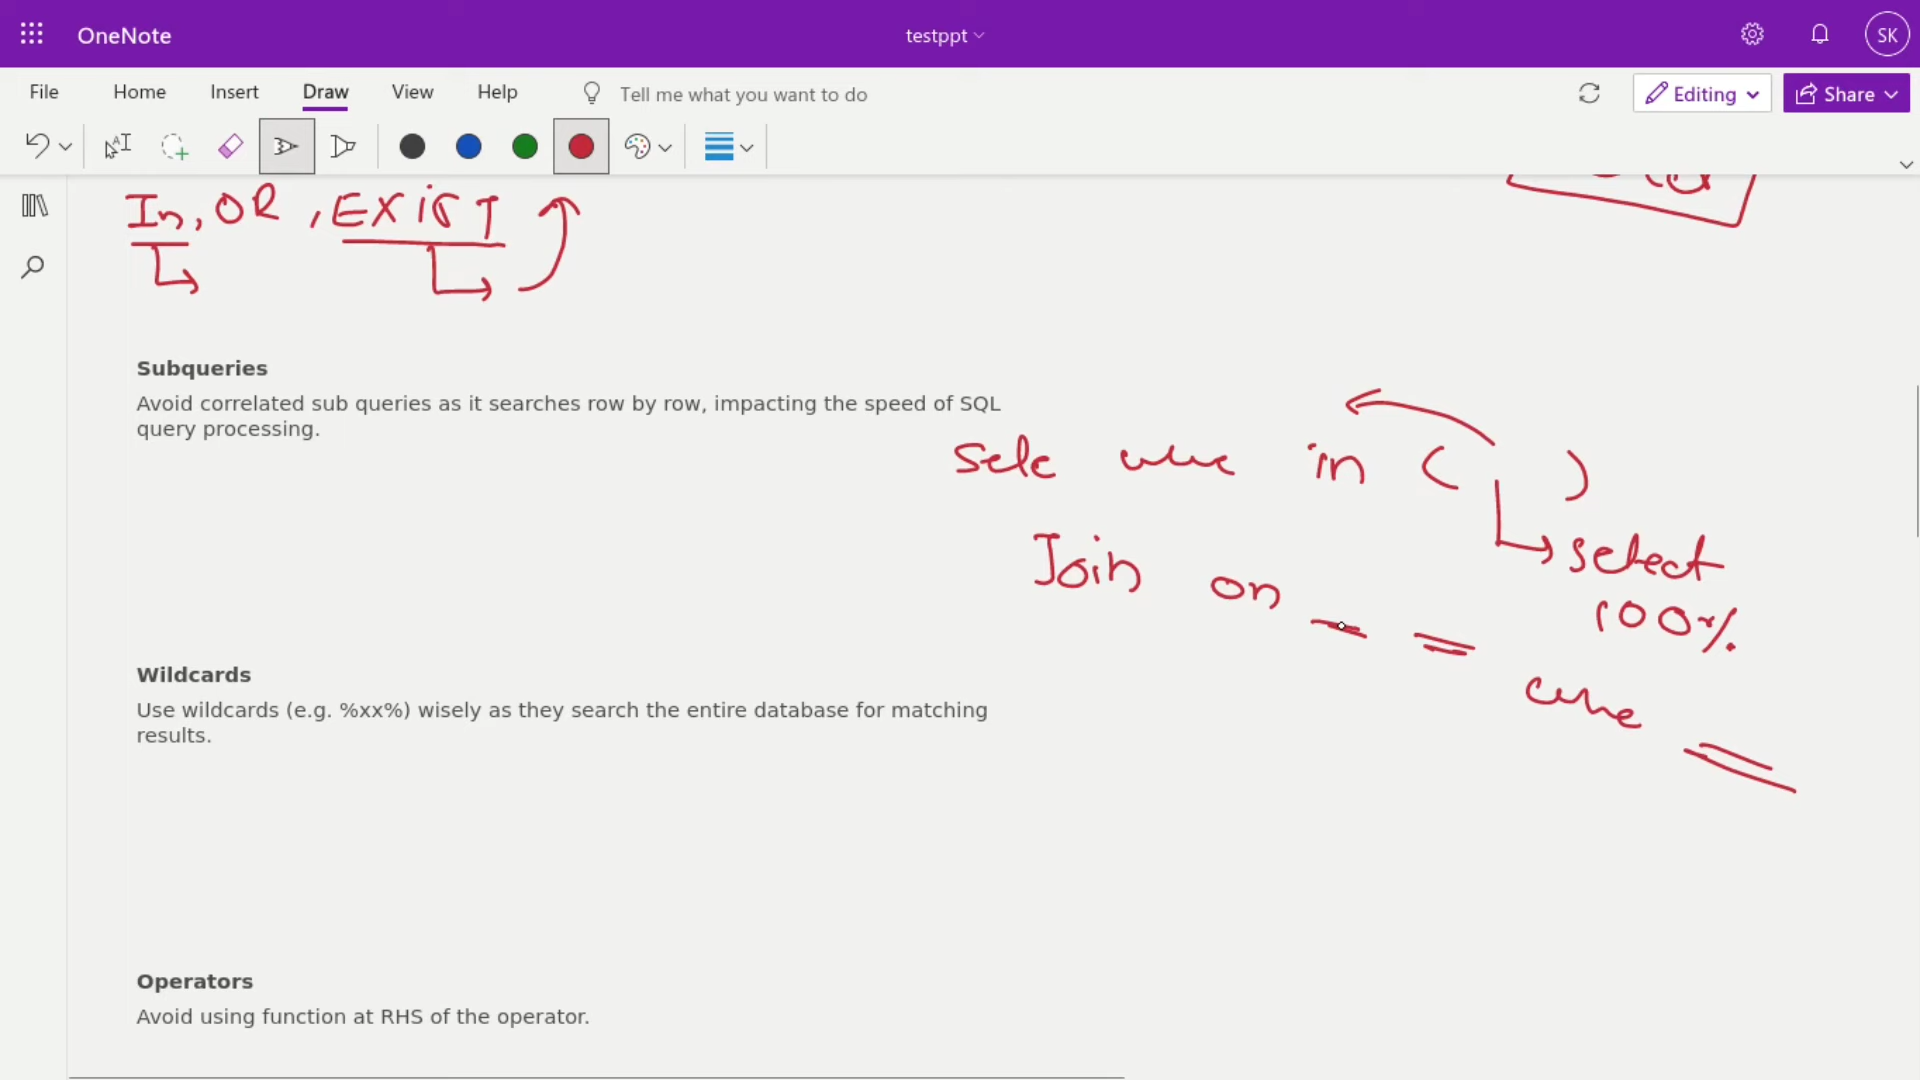 OneNote
testppt
SK
File Home Insert Draw View Help Tell me what you want to do Editing Share
In, OR, EXIST
Subqueries
Avoid correlated sub queries as it searches row by row, impacting the speed of SQL
query processing.
Sele whe in ( )
select
Join on
100%
Wildcards
Use wildcards (e.g. %xx%) wisely as they search the entire database for matching
results.
Operators
Avoid using function at RHS of the operator.